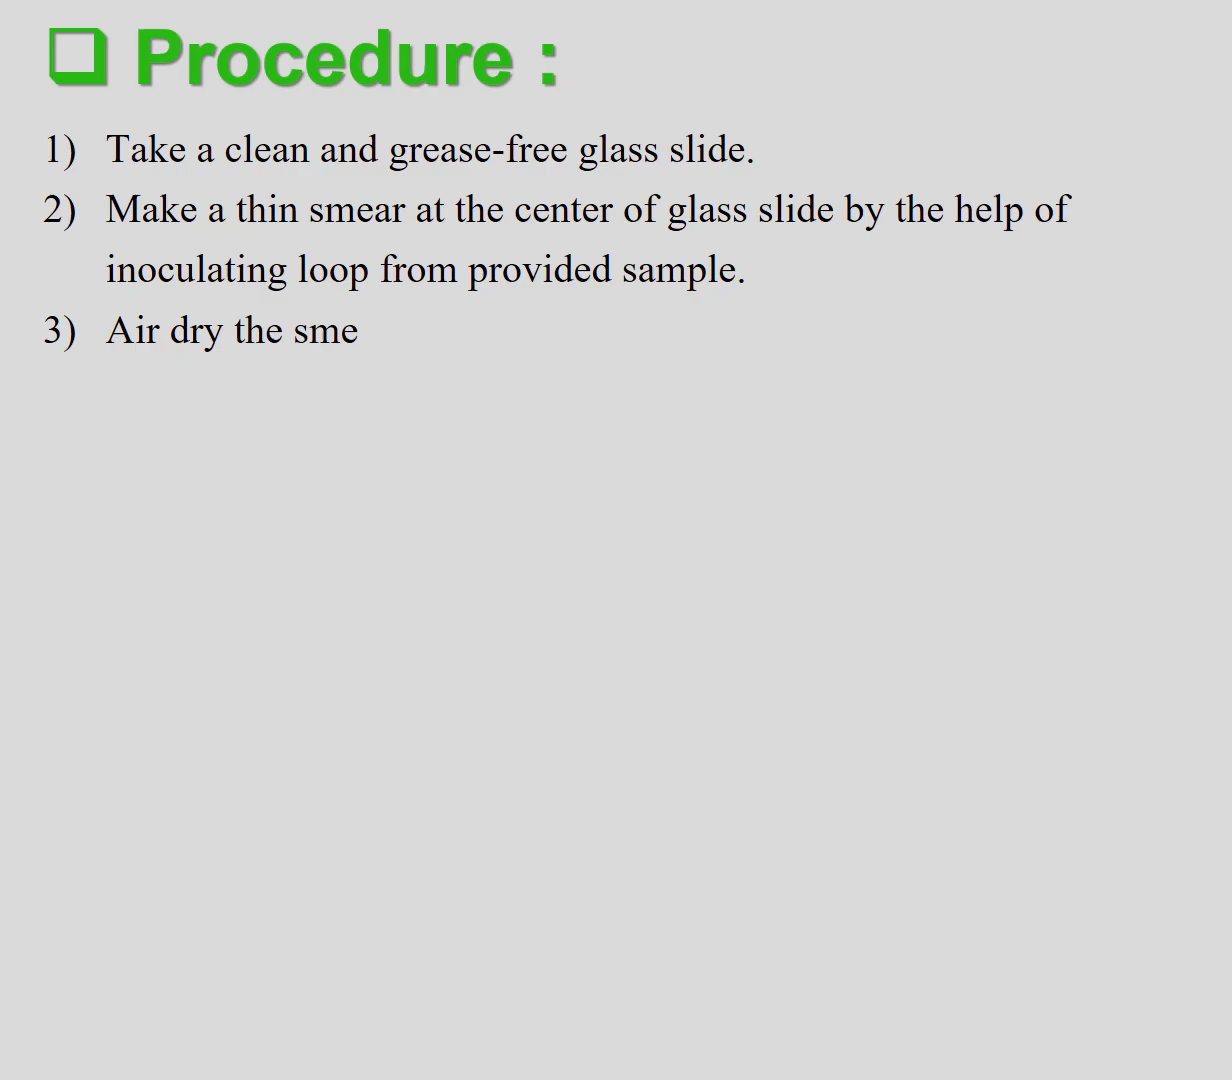 ❑ Procedure :
1) Take a clean and grease-free glass slide.
2) Make a thin smear at the center of glass slide by the help of
inoculating loop from provided sample.
3) Air dry the sme